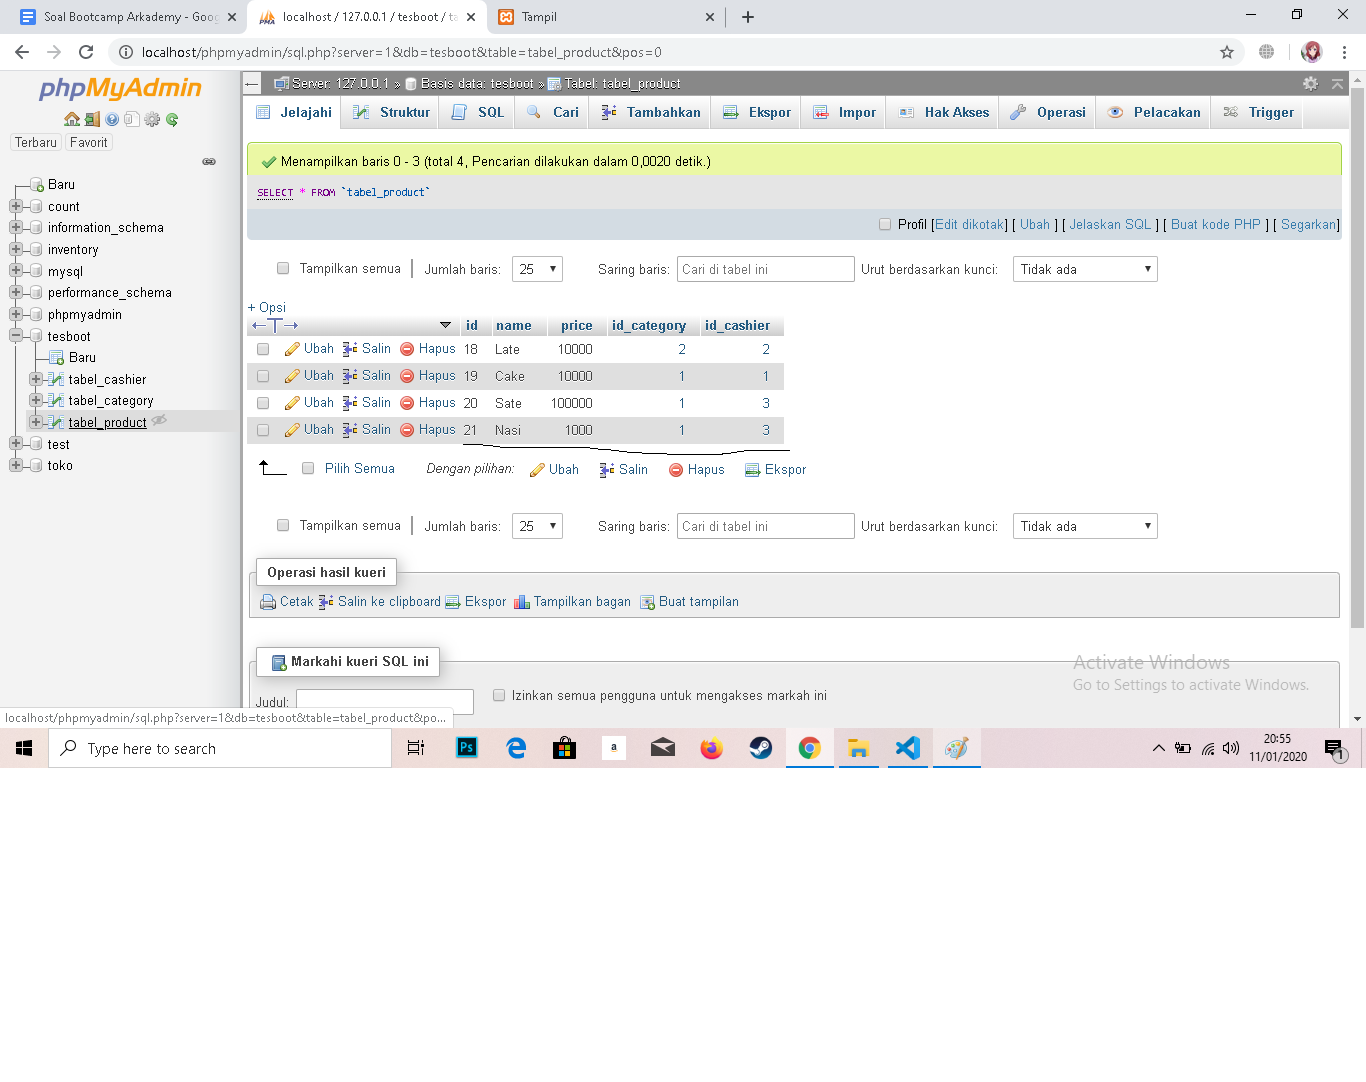 Soal Bootcamp Arkademy - Goo
localhost / 127.0.0.1 / tesboot / ta
Tampil
localhost/phpmyadmin/sql.php?server=1&db=tesboot&table=tabel_product&pos=0
phpMyAdmin
Terbaru Favorit
Baru
count
information_schema
inventory
mysql
performance_schema
phpmyadmin
tesboot
Baru
tabel_cashier
tabel_category
tabel_product
test
toko
Server: 127.0.0.1 » Basis data: tesboot » Tabel: tabel_product
Jelajahi Struktur SQL Cari Tambahkan Ekspor Impor Hak Akses Operasi Pelacakan Trigger
Menampilkan baris 0 - 3 (total 4, Pencarian dilakukan dalam 0,0020 detik.)
SELECT * FROM `tabel_product`
Profil [Edit dikotak] [ Ubah ] [ Jelaskan SQL ] [ Buat kode PHP ] [ Segarkan]
Tampilkan semua | Jumlah baris: 25 Saring baris: Cari di tabel ini Urut berdasarkan kunci: Tidak ada
+ Opsi
←T→ id name price id_category id_cashier
Ubah Salin Hapus 18 Late 10000 2 2
Ubah Salin Hapus 19 Cake 10000 1 1
Ubah Salin Hapus 20 Sate 100000 1 3
Ubah Salin Hapus 21 Nasi 1000 1 3
Pilih Semua Dengan pilihan: Ubah Salin Hapus Ekspor
Tampilkan semua | Jumlah baris: 25 Saring baris: Cari di tabel ini Urut berdasarkan kunci: Tidak ada
Operasi hasil kueri
Cetak Salin ke clipboard Ekspor Tampilkan bagan Buat tampilan
Markahi kueri SQL ini
Judul: Izinkan semua pengguna untuk mengakses markah ini
Activate Windows
Go to Settings to activate Windows.
localhost/phpmyadmin/sql.php?server=1&db=tesboot&table=tabel_product&po...
Type here to search
Ps
a
20:55
11/01/2020
1